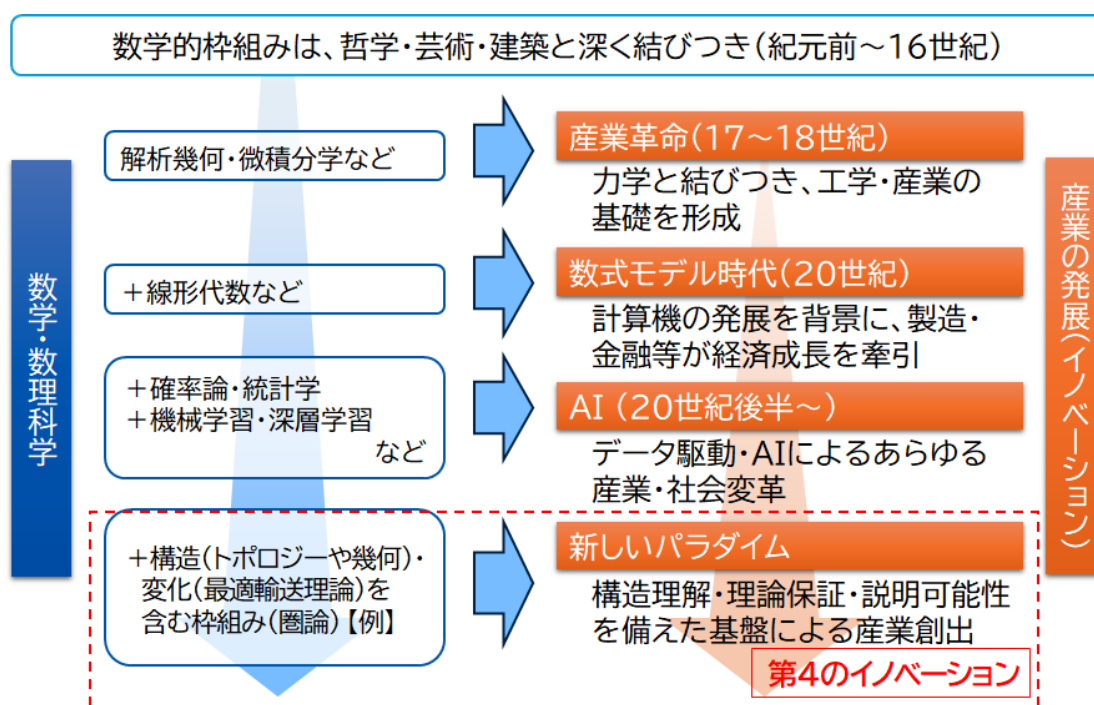 数学的枠組みは、哲学・芸術・建築と深く結びつき(紀元前～16世紀)
数学・数理科学
解析幾何・微積分学など
産業革命(17～18世紀)
力学と結びつき、工学・産業の
基礎を形成
＋線形代数など
数式モデル時代(20世紀)
計算機の発展を背景に、製造・
金融等が経済成長を牽引
＋確率論・統計学
＋機械学習・深層学習
など
AI (20世紀後半～)
データ駆動・AIによるあらゆる
産業・社会変革
＋構造(トポロジーや幾何)・
変化(最適輸送理論)を
含む枠組み(圏論)【例】
新しいパラダイム
構造理解・理論保証・説明可能性
を備えた基盤による産業創出
第4のイノベーション
産業の発展(イノベーション)